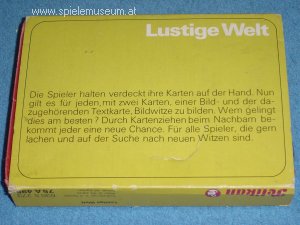 www.spielemuseum.at
Lustige Welt
Die Spieler halten verdeckt ihre Karten auf der Hand. Nun
gilt es für jeden, mit zwei Karten, einer Bild- und der da-
zugehörenden Textkarte, Bildwitze zu bilden. Wem gelingt
dies am besten? Durch Kartenziehen beim Nachbarn be-
kommt jeder eine neue Chance. Für alle Spieler, die gern
lachen und auf der Suche nach neuen Witzen sind.
Pelikan
Lustige Welt